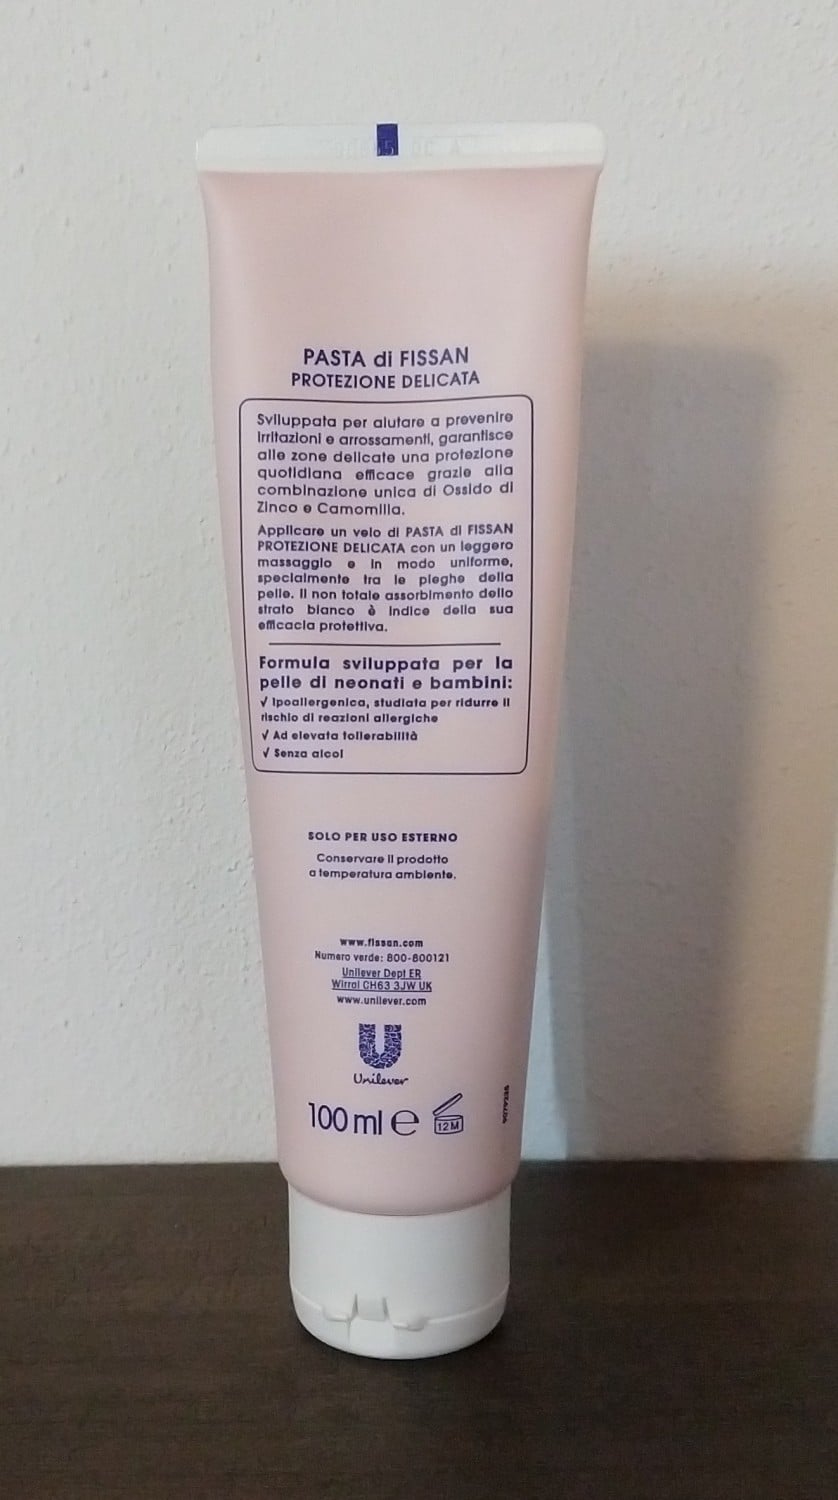 PASTA di FISSAN
PROTEZIONE DELICATA
Sviluppata per aiutare a prevenire
irritazioni e arrossamenti, garantisce
alle zone delicate una protezione
quotidiana efficace grazie alla
combinazione unica di Ossido di
Zinco e Camomilla.
Applicare un velo di PASTA di FISSAN
PROTEZIONE DELICATA con un leggero
massaggio e in modo uniforme,
specialmente tra le pieghe della
pelle. Il non totale assorbimento dello
strato bianco è indice della sua
efficacia protettiva.
Formula sviluppata per la
pelle di neonati e bambini:
√ Ipoallergenica, studiata per ridurre il
rischio di reazioni allergiche
√ Ad elevata tollerabilità
√ Senza alcol
SOLO PER USO ESTERNO
Conservare il prodotto
a temperatura ambiente.
www.fissan.com
Numero verde: 800-800121
Unilever Dept ER
Wirral CH63 3JW UK
www.unilever.com
U
Unilever
100 ml ℮ 12M